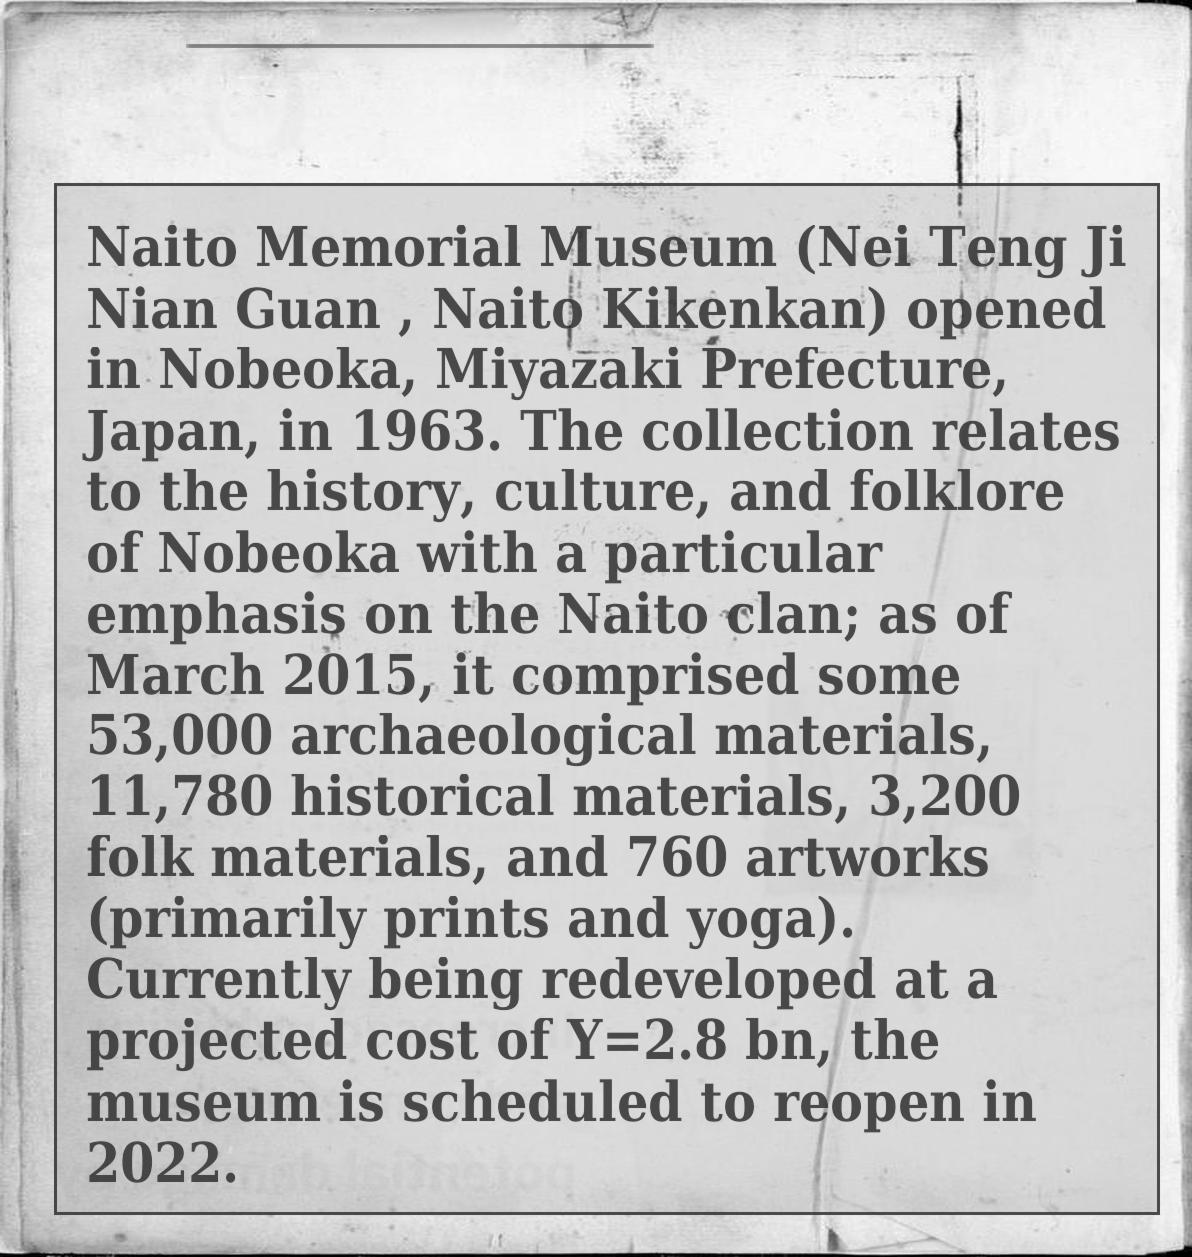 Naito Memorial Museum (Nei Teng Ji
Nian Guan , Naito Kikenkan) opened
in Nobeoka, Miyazaki Prefecture,
Japan, in 1963. The collection relates
to the history, culture, and folklore
of Nobeoka with a particular
emphasis on the Naito clan; as of
March 2015, it comprised some
53,000 archaeological materials,
11,780 historical materials, 3,200
folk materials, and 760 artworks
(primarily prints and yoga).
Currently being redeveloped at a
projected cost of Y=2.8 bn, the
museum is scheduled to reopen in
2022.